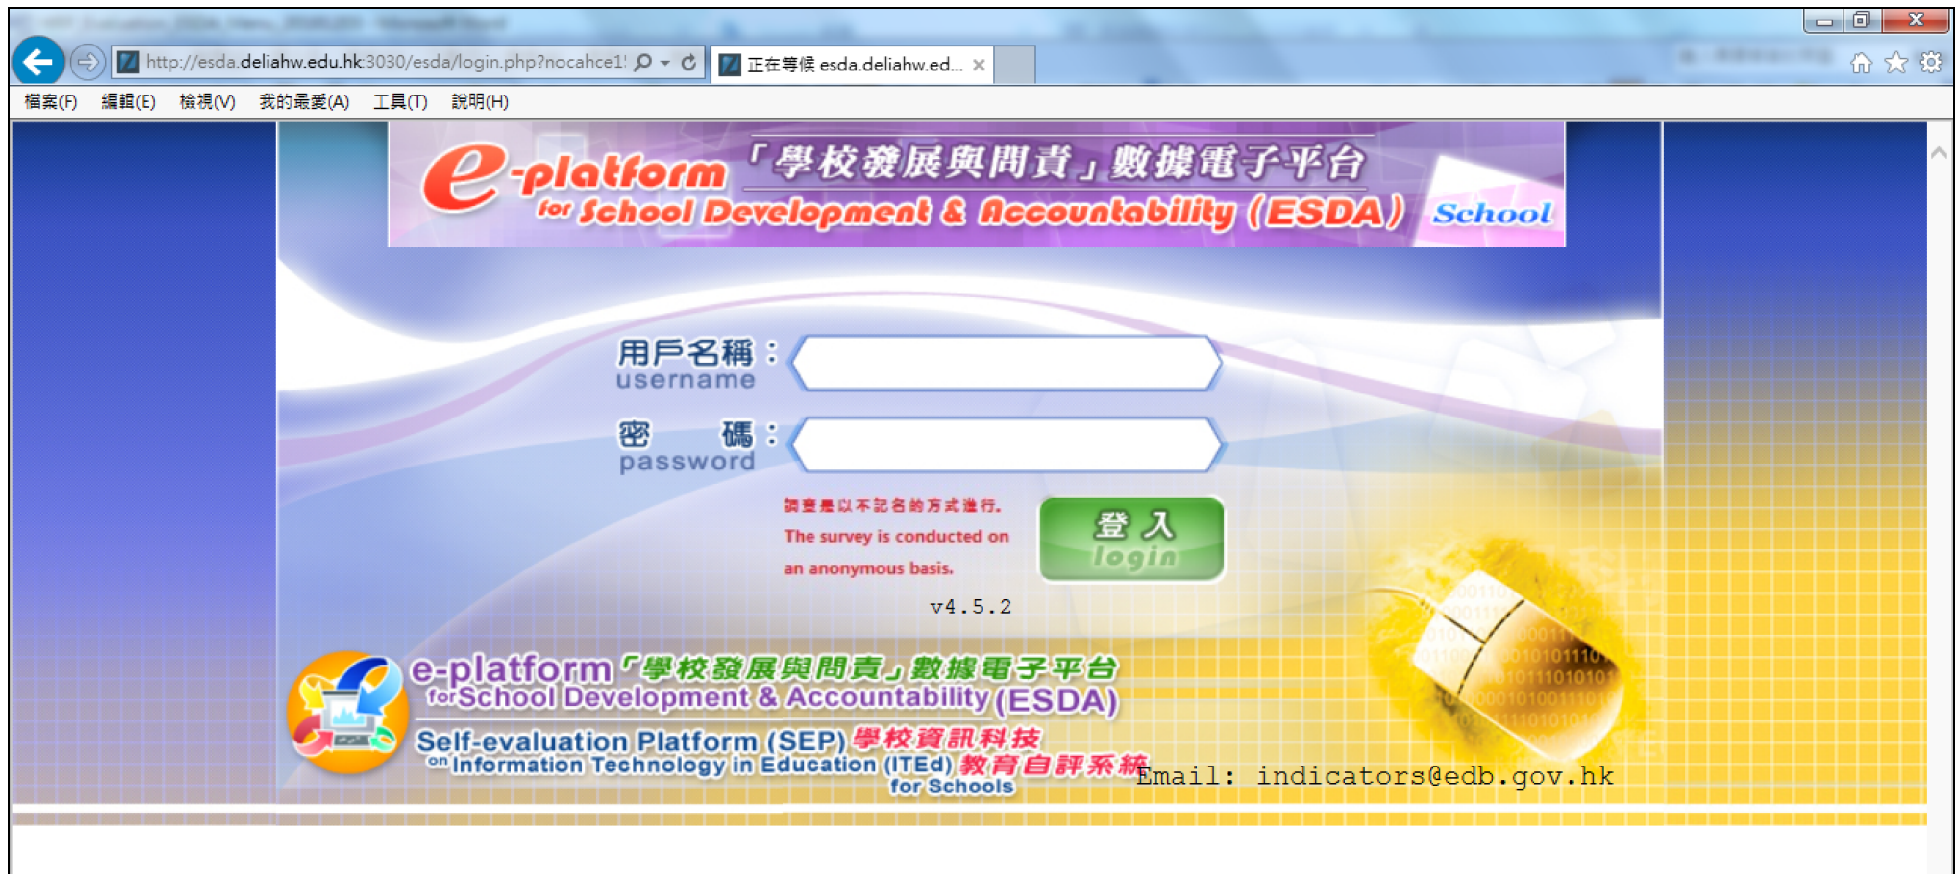 http://esda.deliahw.edu.hk:3030/esda/login.php?nocahce1
正在等候 esda.deliahw.ed...
檔案(F) 編輯(E) 檢視(V) 我的最愛(A) 工具(T) 說明(H)
e-platform「學校發展與問責」數據電子平台
for School Development & Accountability (ESDA) School
用戶名稱：
username
密 碼：
password
調查是以不記名的方式進行。
The survey is conducted on
an anonymous basis.
登入
login
v4.5.2
e-platform「學校發展與問責」數據電子平台
for School Development & Accountability (ESDA)
Self-evaluation Platform (SEP) 學校資訊科技
on Information Technology in Education (ITEd) 教育自評系統
for Schools
Email: indicators@edb.gov.hk